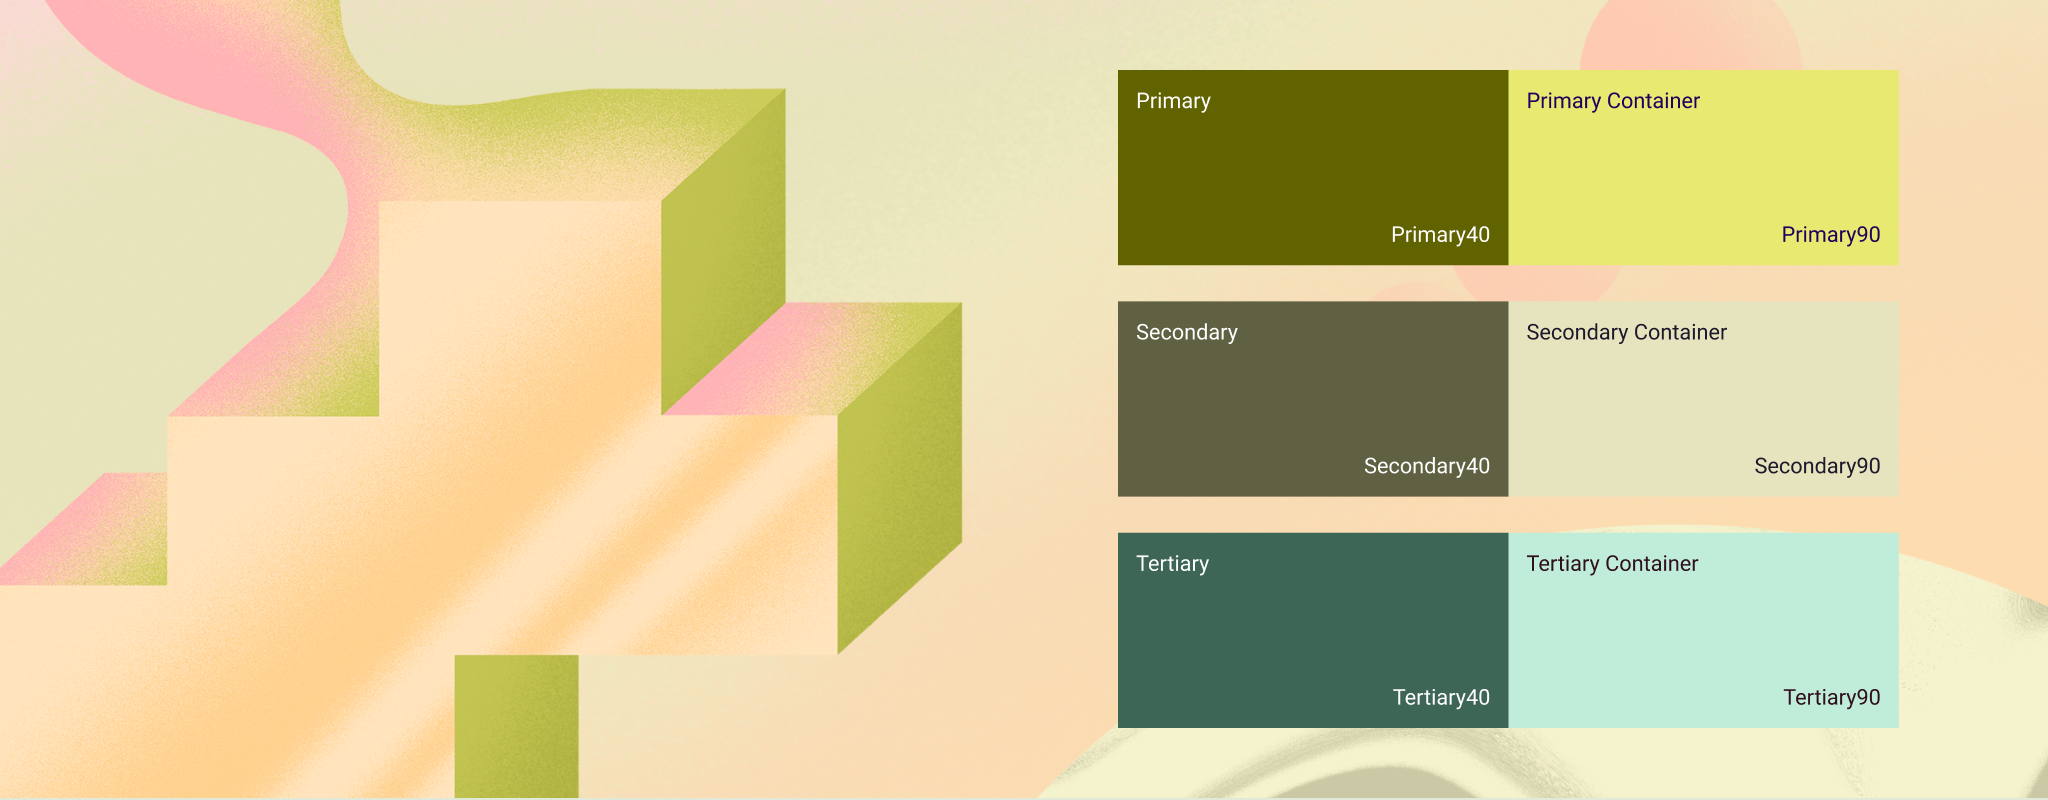 Primary
Primary Container
Primary40
Primary90
Secondary
Secondary Container
Secondary40
Secondary90
Tertiary
Tertiary Container
Tertiary40
Tertiary90